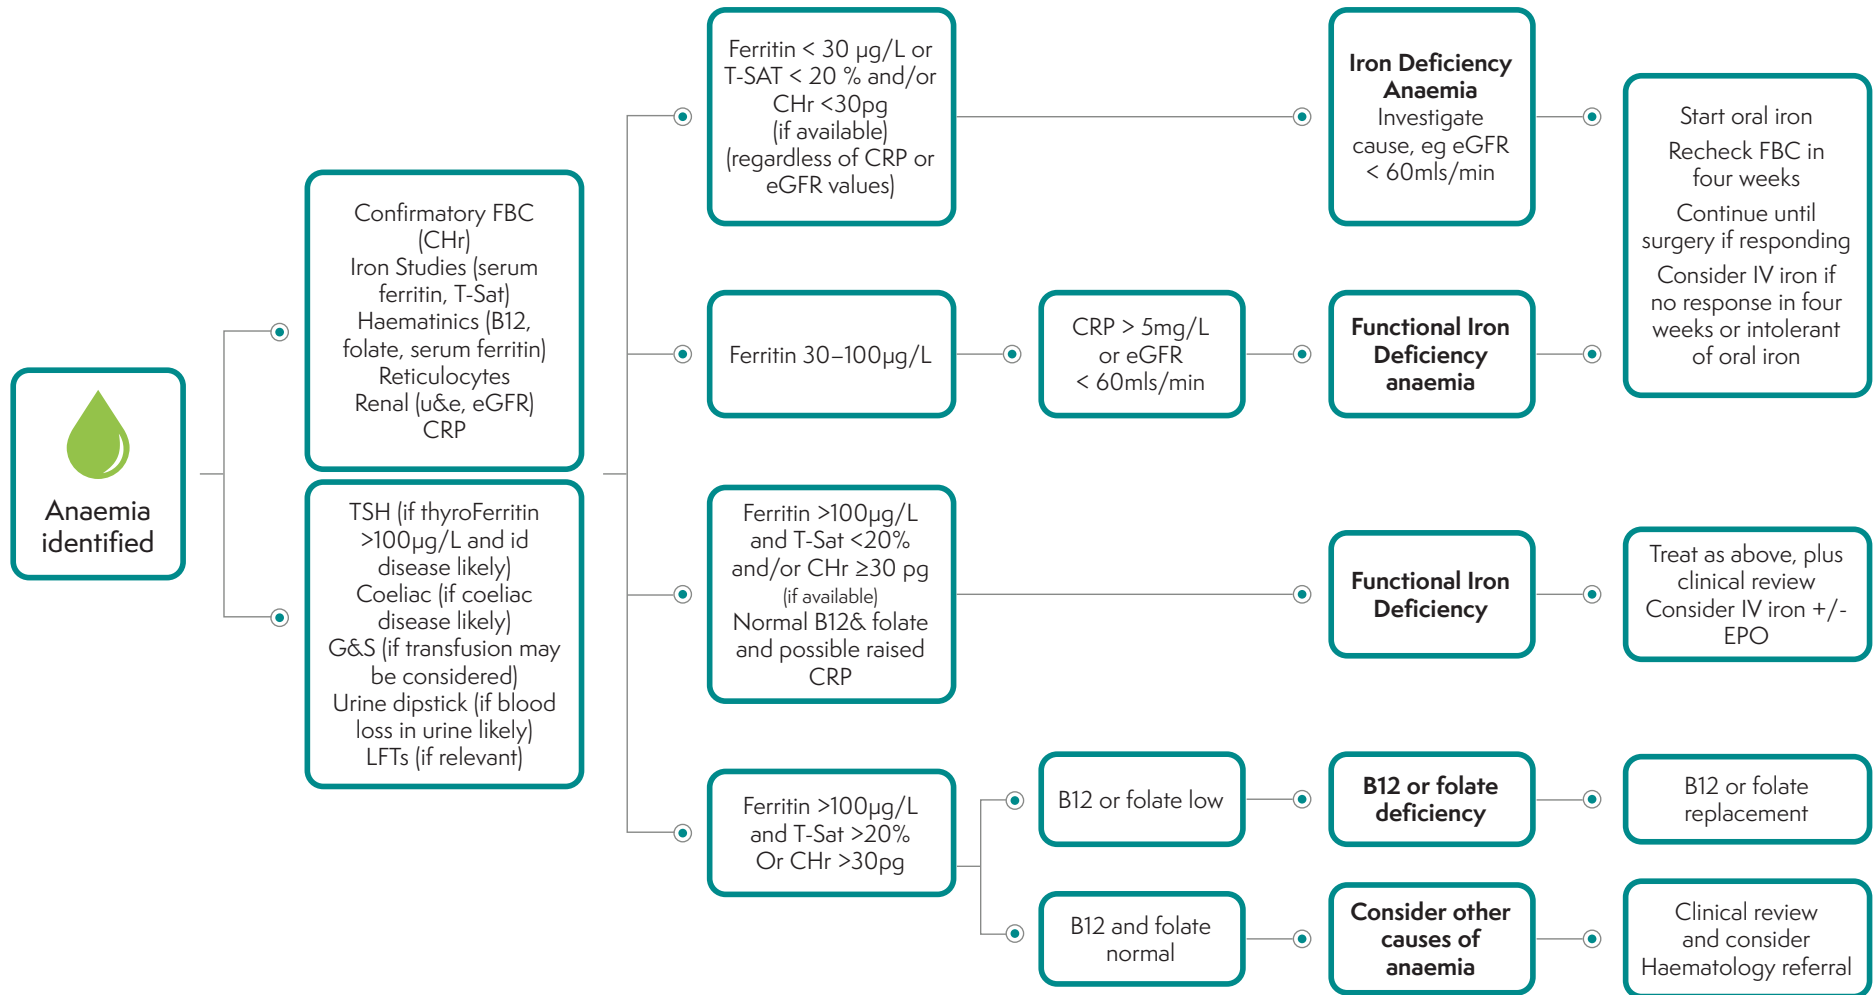 Anaemia
identified
Confirmatory FBC
(CHr)
Iron Studies (serum
ferritin, T-Sat)
Haematinics (B12,
folate, serum ferritin)
Reticulocytes
Renal (u&e, eGFR)
CRP
TSH (if thyroFerritin
>100µg/L and id
disease likely)
Coeliac (if coeliac
disease likely)
G&S (if transfusion may
be considered)
Urine dipstick (if blood
loss in urine likely)
LFTs (if relevant)
Ferritin < 30 µg/L or
T-SAT < 20 % and/or
CHr <30pg
(if available)
(regardless of CRP or
eGFR values)
Iron Deficiency
Anaemia
Investigate
cause, eg eGFR
< 60mls/min
Start oral iron
Recheck FBC in
four weeks
Continue until
surgery if responding
Consider IV iron if
no response in four
weeks or intolerant
of oral iron
Ferritin 30–100µg/L
CRP > 5mg/L
or eGFR
< 60mls/min
Functional Iron
Deficiency
anaemia
Ferritin >100µg/L
and T-Sat <20%
and/or CHr ≥30 pg
(if available)
Normal B12& folate
and possible raised
CRP
Functional Iron
Deficiency
Treat as above, plus
clinical review
Consider IV iron +/-
EPO
Ferritin >100µg/L
and T-Sat >20%
Or CHr >30pg
B12 or folate low
B12 or folate
deficiency
B12 or folate
replacement
B12 and folate
normal
Consider other
causes of
anaemia
Clinical review
and consider
Haematology referral